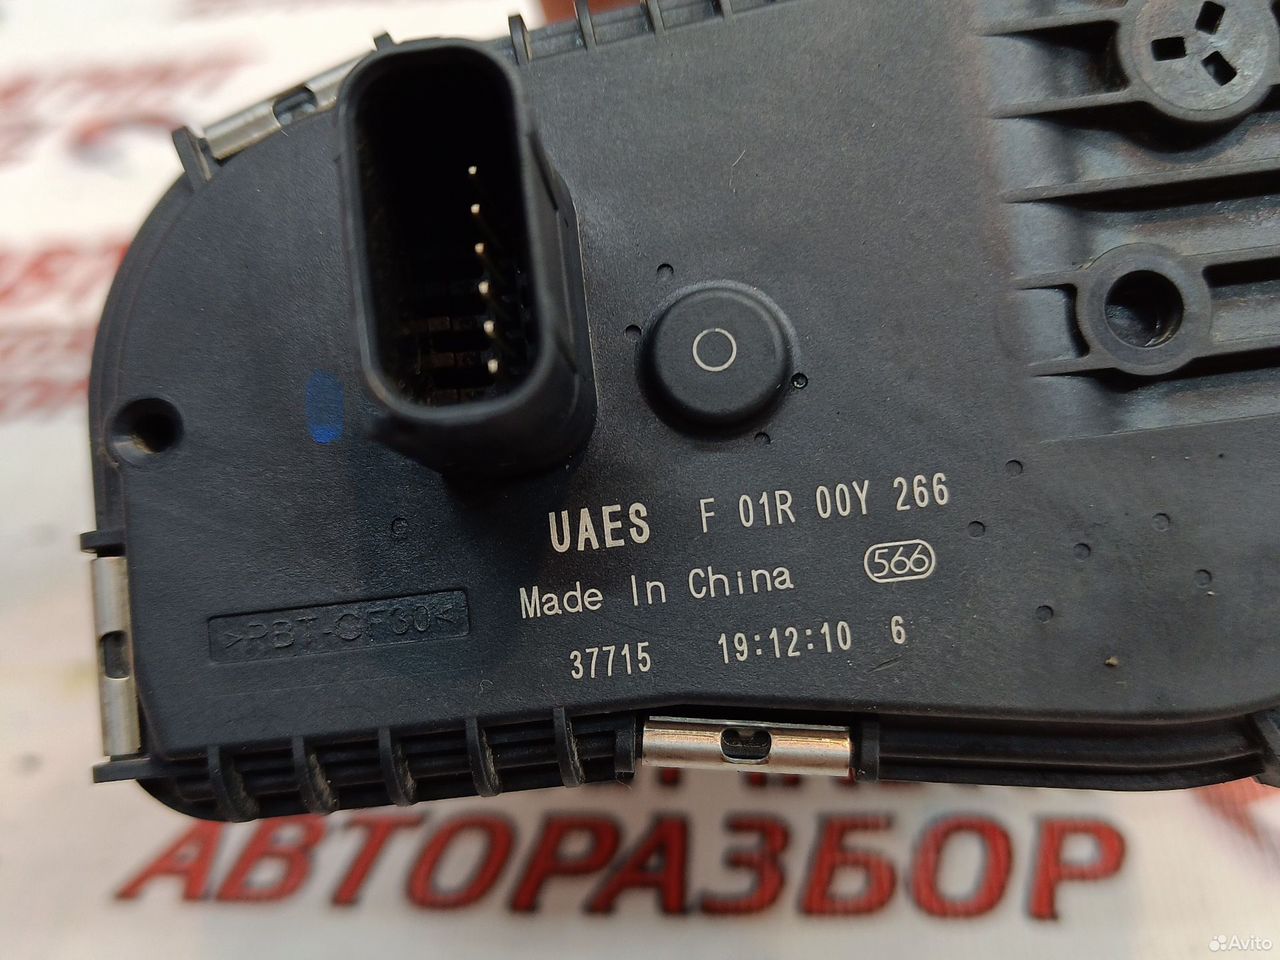 UAES F 01R 00Y 266
Made In China 566
37715 19:12:10 6
>PBT-GF30<
АВТОРАЗБОР
Avito